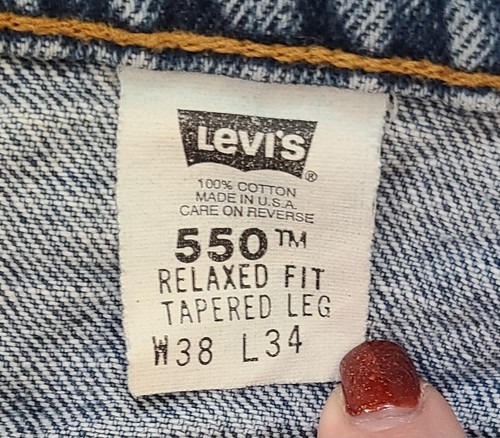 Levi's®
100% COTTON
MADE IN U.S.A.
CARE ON REVERSE
550™
RELAXED FIT
TAPERED LEG
W38 L34